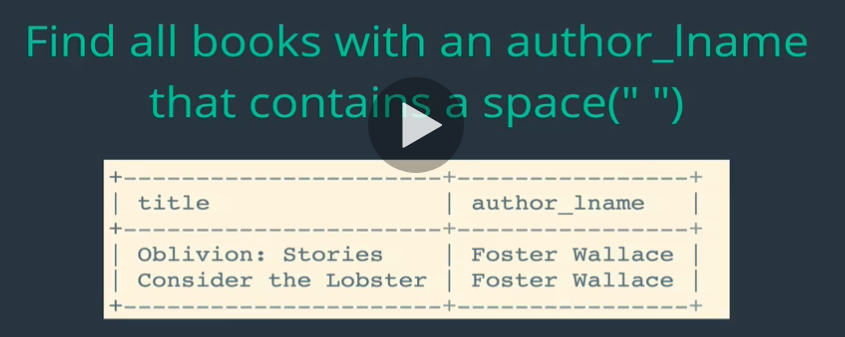 Find all books with an author_lname
that contains a space(" ")
+----------------------+----------------+
| title | author_lname |
+----------------------+----------------+
| Oblivion: Stories | Foster Wallace |
| Consider the Lobster | Foster Wallace |
+----------------------+----------------+